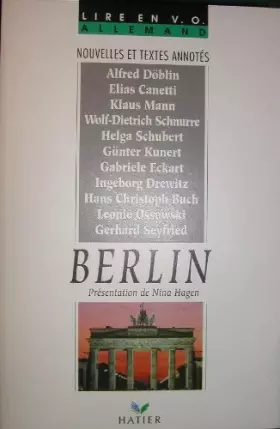 LIRE EN V.O.
ALLEMAND
NOUVELLES ET TEXTES ANNOTÉS
Alfred Döblin
Elias Canetti
Klaus Mann
Wolf-Dietrich Schnurre
Helga Schubert
Günter Kunert
Gabriele Eckart
Ingeborg Drewitz
Hans Christoph Buch
Leonie Ossowski
Gerhard Seyfried
BERLIN
Présentation de Nina Hagen
HATIER